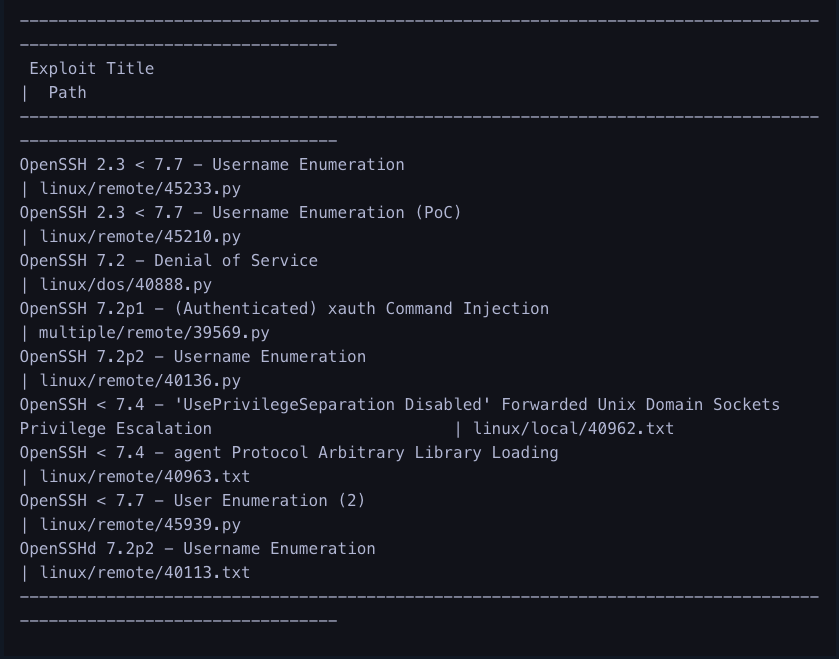 -----------------------------------------------------------------------------------
---------------------------------
 Exploit Title
|  Path
-----------------------------------------------------------------------------------
---------------------------------
OpenSSH 2.3 < 7.7 - Username Enumeration
| linux/remote/45233.py
OpenSSH 2.3 < 7.7 - Username Enumeration (PoC)
| linux/remote/45210.py
OpenSSH 7.2 - Denial of Service
| linux/dos/40888.py
OpenSSH 7.2p1 - (Authenticated) xauth Command Injection
| multiple/remote/39569.py
OpenSSH 7.2p2 - Username Enumeration
| linux/remote/40136.py
OpenSSH < 7.4 - 'UsePrivilegeSeparation Disabled' Forwarded Unix Domain Sockets
Privilege Escalation                         | linux/local/40962.txt
OpenSSH < 7.4 - agent Protocol Arbitrary Library Loading
| linux/remote/40963.txt
OpenSSH < 7.7 - User Enumeration (2)
| linux/remote/45939.py
OpenSSHd 7.2p2 - Username Enumeration
| linux/remote/40113.txt
-----------------------------------------------------------------------------------
---------------------------------